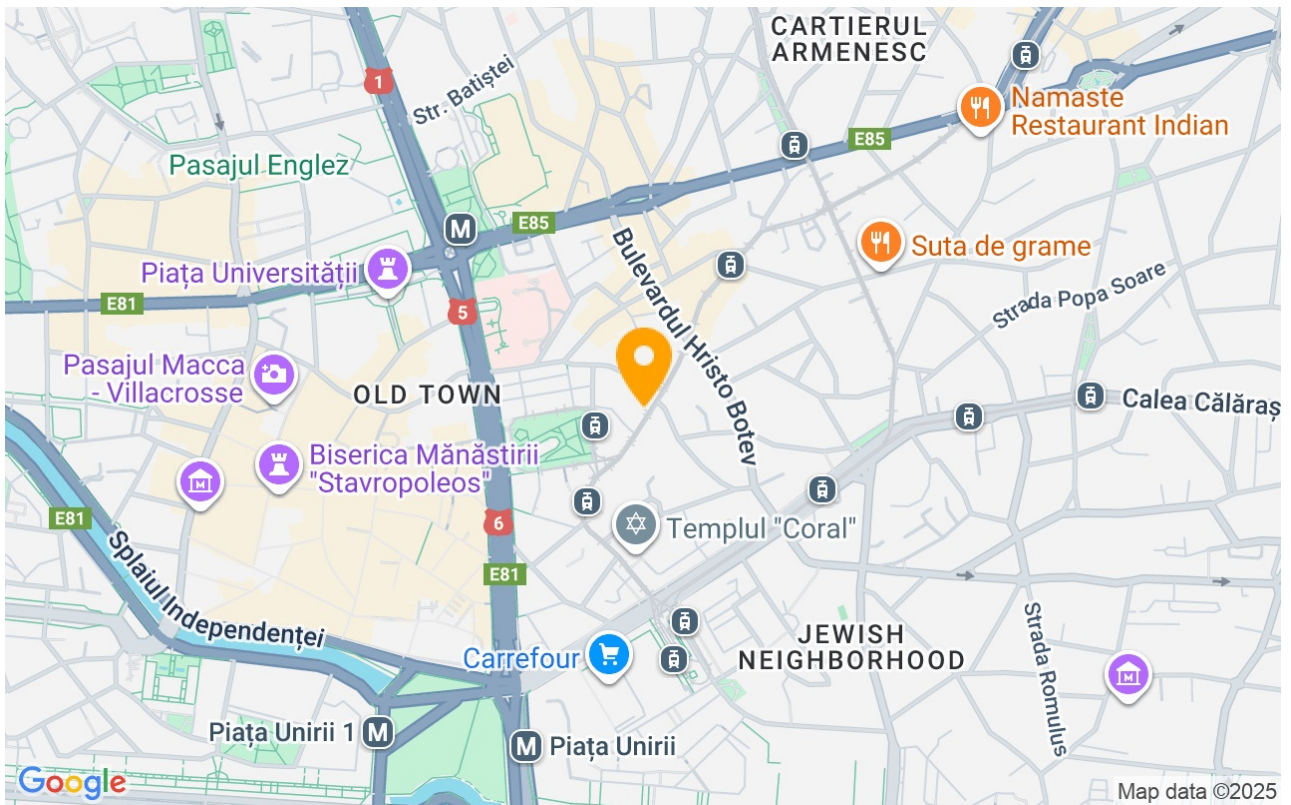 CARTIERUL
ARMENESC
1
Str. Batiștei
Namaste
Restaurant Indian
E85
Pasajul Englez
M
E85
Bulevardul Hristo Botev
Suta de grame
Piața Universității
Strada Popa Soare
E81
5
Pasajul Macca
- Villacrosse
OLD TOWN
Calea Călăraș
Biserica Mănăstirii
"Stavropoleos"
M
E81
6
Templul "Coral"
Splaiul Independenței
E81
Strada Romulus
JEWISH
NEIGHBORHOOD
Carrefour
M
Piața Unirii 1 M
M Piața Unirii
Google
Map data ©2025